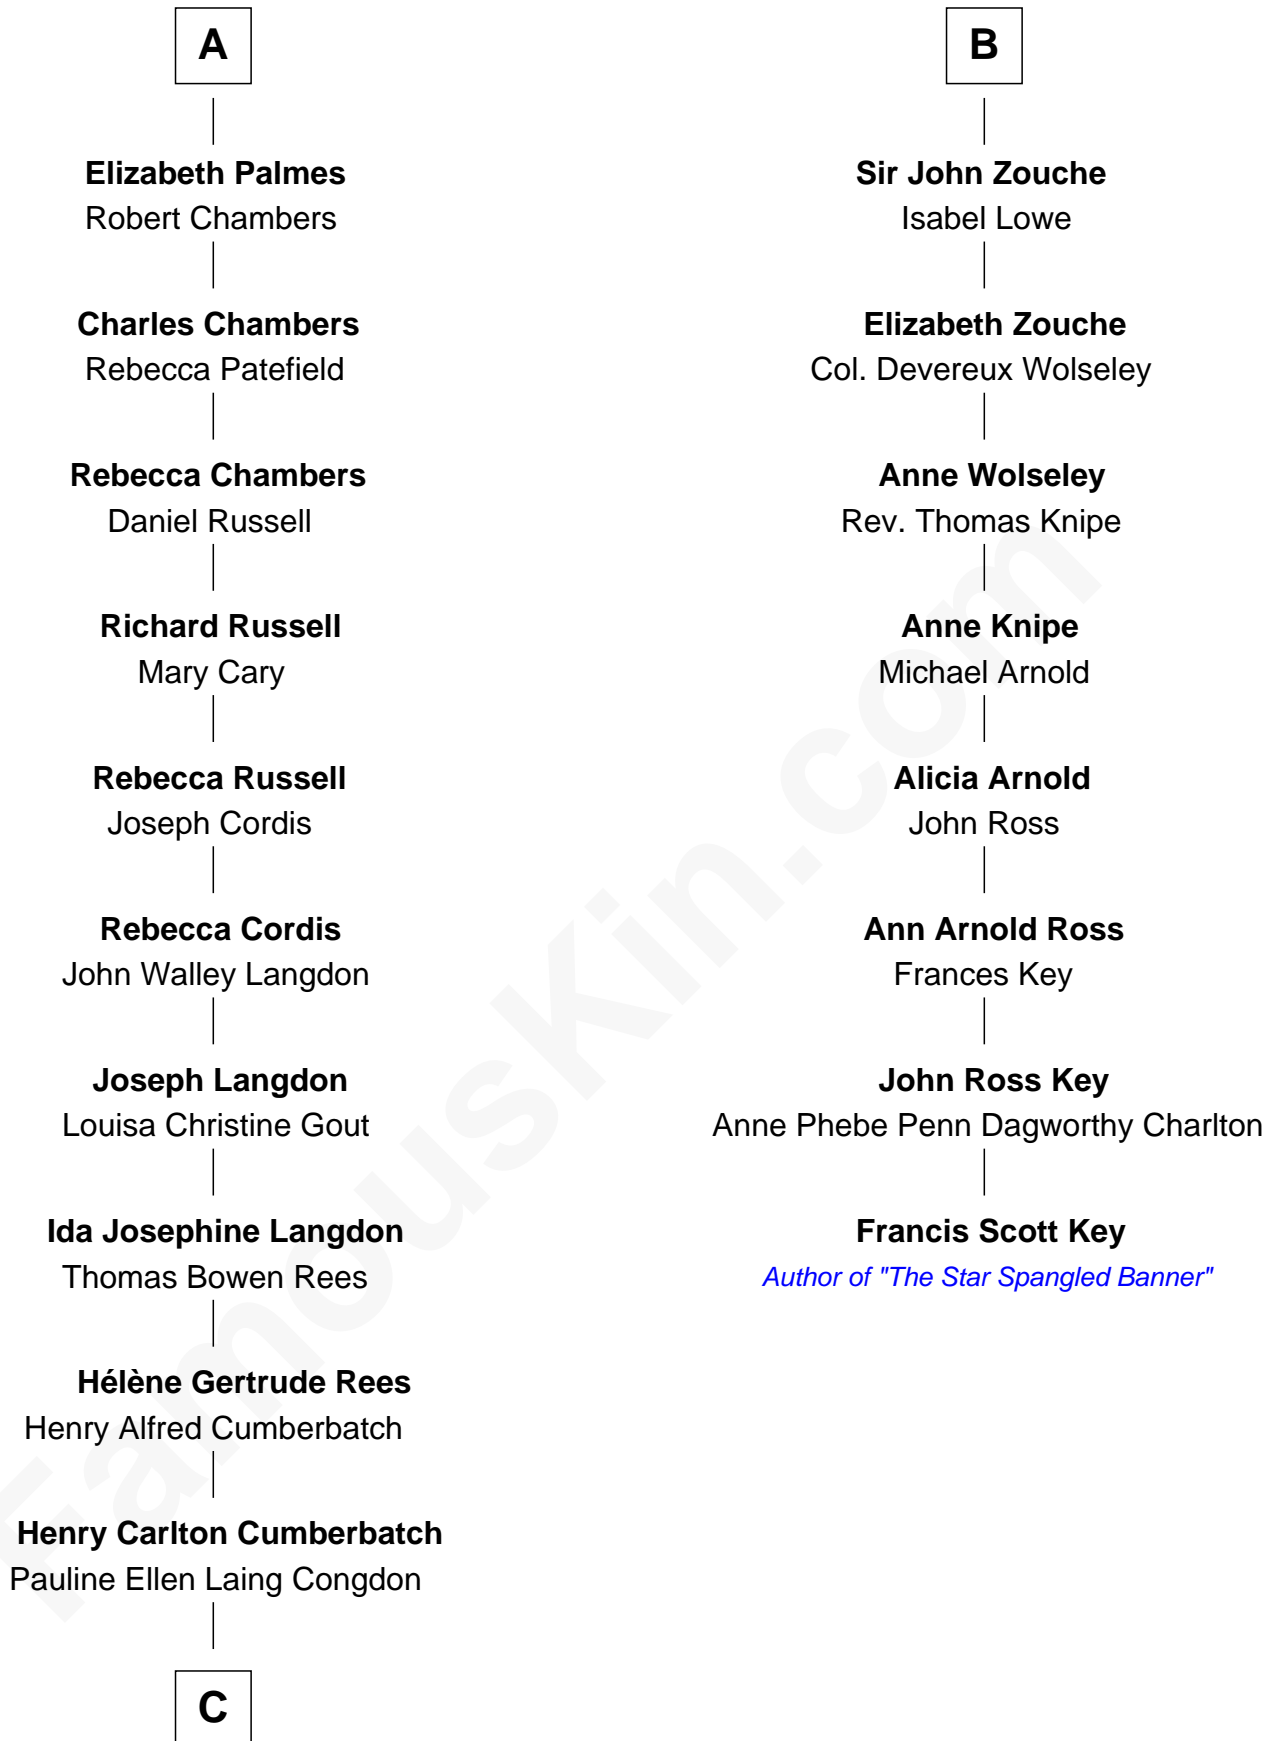 A
Elizabeth Palmes
Robert Chambers
Charles Chambers
Rebecca Patefield
Rebecca Chambers
Daniel Russell
Richard Russell
Mary Cary
Rebecca Russell
Joseph Cordis
Rebecca Cordis
John Walley Langdon
Joseph Langdon
Louisa Christine Gout
Ida Josephine Langdon
Thomas Bowen Rees
Hélène Gertrude Rees
Henry Alfred Cumberbatch
Henry Carlton Cumberbatch
Pauline Ellen Laing Congdon
C
B
Sir John Zouche
Isabel Lowe
Elizabeth Zouche
Col. Devereux Wolseley
Anne Wolseley
Rev. Thomas Knipe
Anne Knipe
Michael Arnold
Alicia Arnold
John Ross
Ann Arnold Ross
Frances Key
John Ross Key
Anne Phebe Penn Dagworthy Charlton
Francis Scott Key
Author of "The Star Spangled Banner"
FamousKin.com